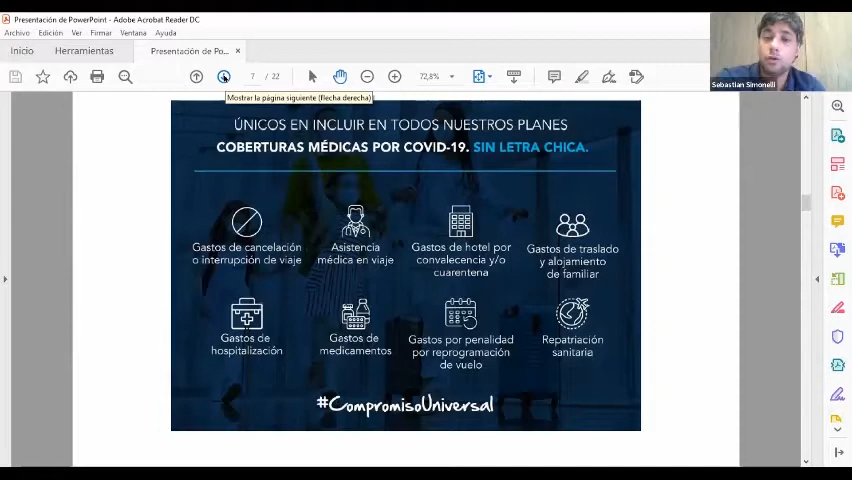 Presentación de PowerPoint - Adobe Acrobat Reader DC
Archivo Edición Ver Firmar Ventana Ayuda
Inicio Herramientas Presentación de Po... ×
7 / 22 72,8%
Mostrar la página siguiente (flecha derecha)
Sebastian Simonelli
ÚNICOS EN INCLUIR EN TODOS NUESTROS PLANES
COBERTURAS MÉDICAS POR COVID-19. SIN LETRA CHICA.
Gastos de cancelación
o interrupción de viaje
Asistencia
médica en viaje
Gastos de hotel por
convalecencia y/o
cuarentena
Gastos de traslado
y alojamiento
de familiar
Gastos de
hospitalización
Gastos de
medicamentos
Gastos por penalidad
por reprogramación
de vuelo
Repatriación
sanitaria
#CompromisoUniversal